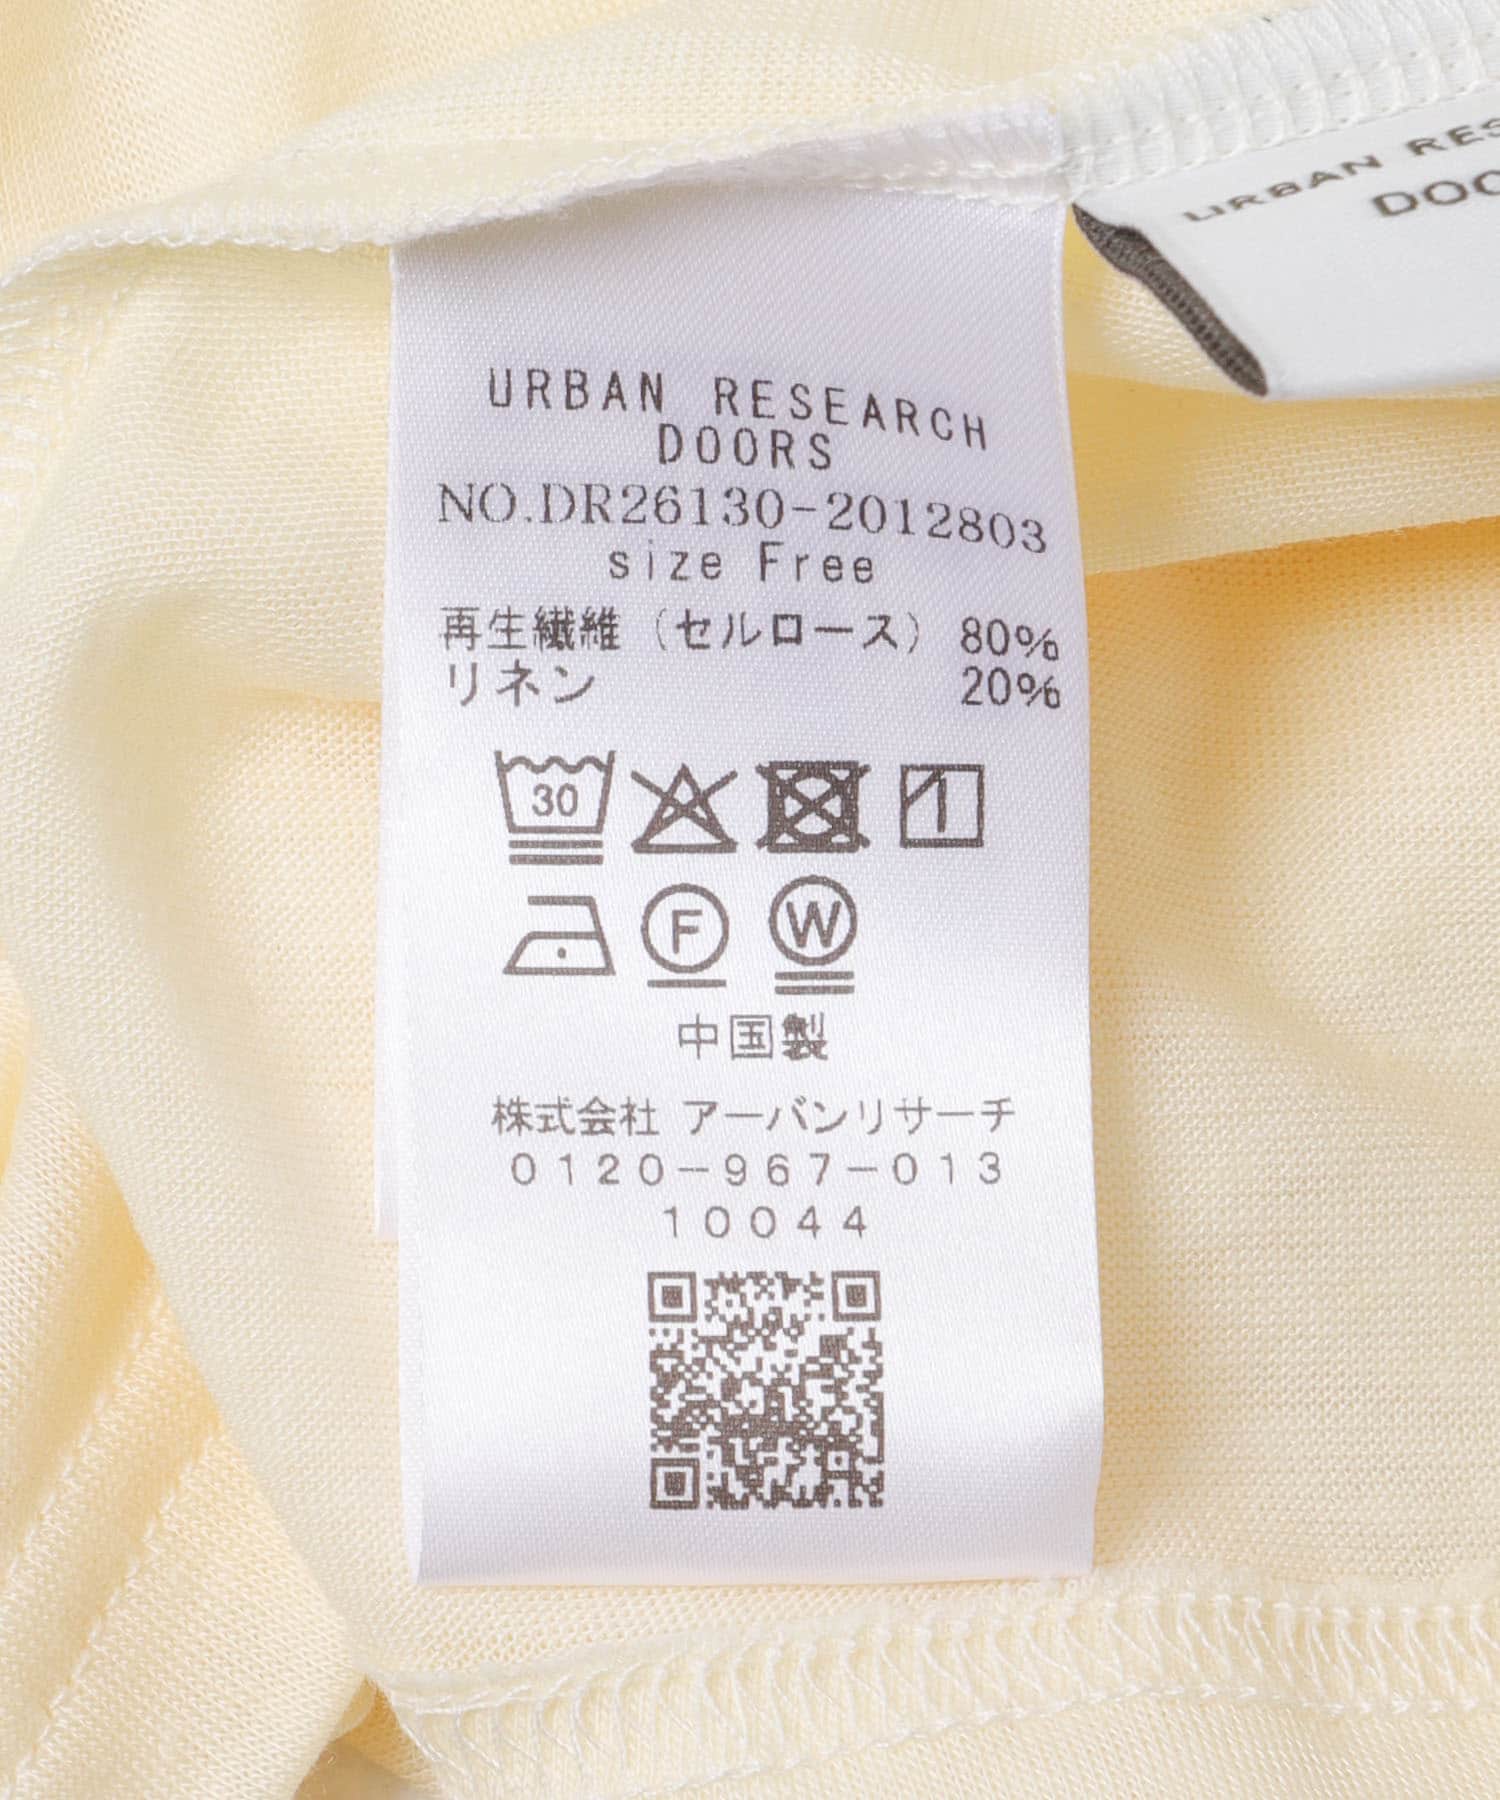 URBAN RES
DOO
URBAN RESEARCH
DOORS
NO.DR26130-2012803
size Free
再生繊維（セルロース） 80%
リネン 20%
30
F W
中国製
株式会社 アーバンリサーチ
0120-967-013
10044